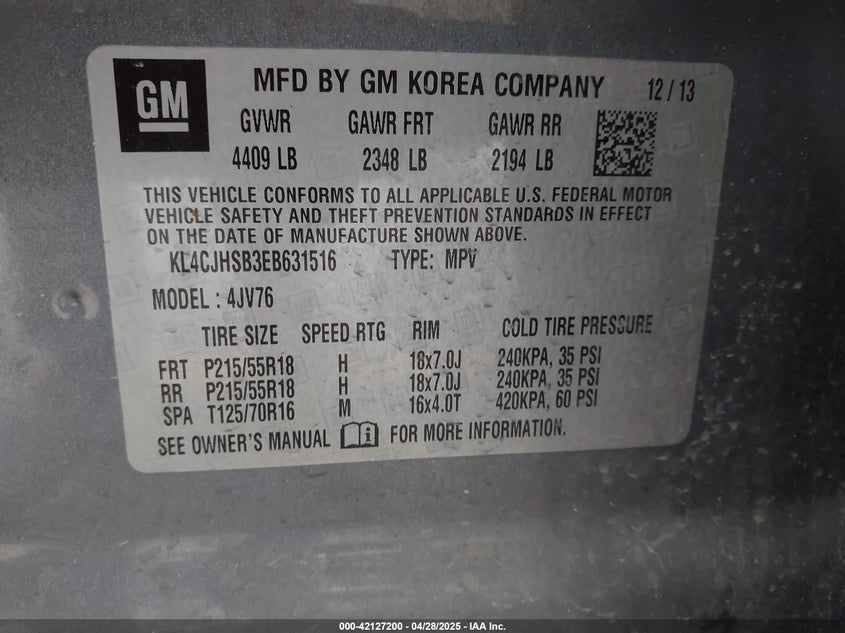 GM MFD BY GM KOREA COMPANY 12/13
GVWR GAWR FRT GAWR RR
4409 LB 2348 LB 2194 LB
THIS VEHICLE CONFORMS TO ALL APPLICABLE U.S. FEDERAL MOTOR
VEHICLE SAFETY AND THEFT PREVENTION STANDARDS IN EFFECT
ON THE DATE OF MANUFACTURE SHOWN ABOVE.
KL4CJHSB3EB631516 TYPE: MPV
MODEL : 4JV76
TIRE SIZE SPEED RTG RIM COLD TIRE PRESSURE
FRT P215/55R18 H 18x7.0J 240KPA, 35 PSI
RR P215/55R18 H 18x7.0J 240KPA, 35 PSI
SPA T125/70R16 M 16x4.0T 420KPA, 60 PSI
SEE OWNER'S MANUAL i FOR MORE INFORMATION.
000-42127200 | 04/28/2025 - IAA Inc.